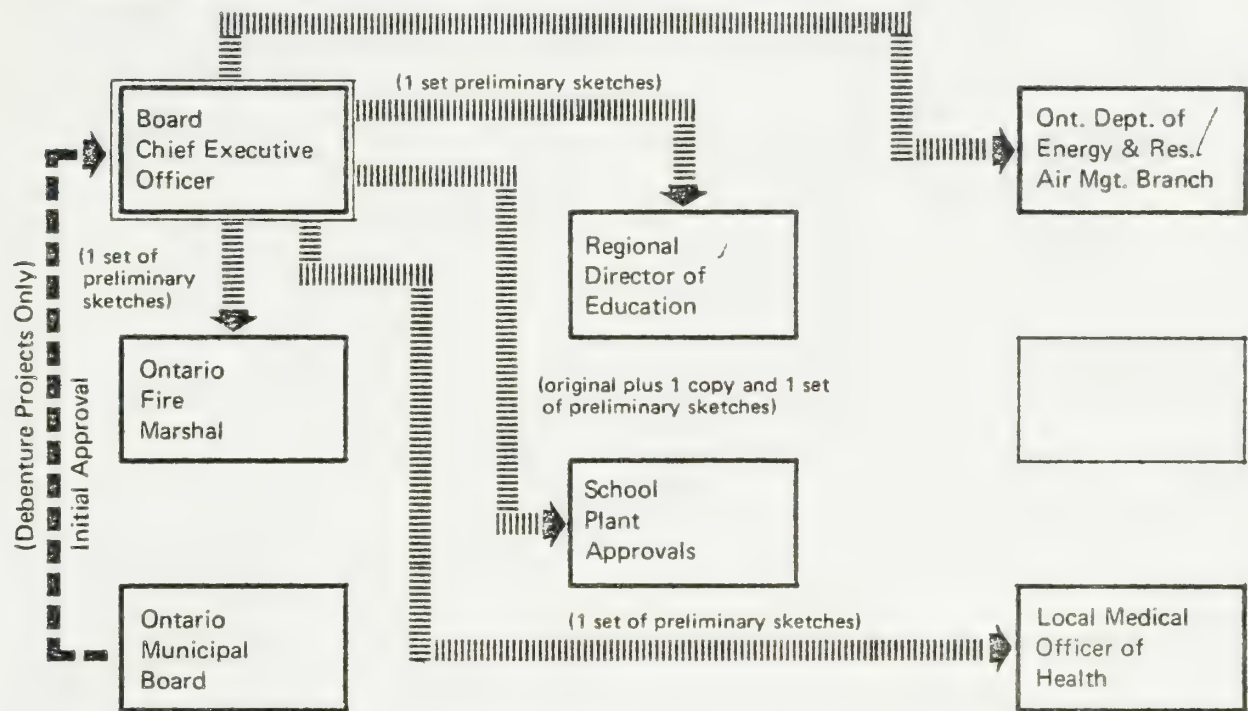 (1 set preliminary sketches)
Board
Chief Executive
Officer
Ont. Dept. of
Energy & Res.
Air Mgt. Branch
(1 set of
preliminary
sketches)
Regional
Director of
Education
(Debenture Projects Only)
Initial Approval
Ontario
Fire
Marshal
(original plus 1 copy and 1 set
of preliminary sketches)
School
Plant
Approvals
Ontario
Municipal
Board
(1 set of preliminary sketches)
Local Medical
Officer of
Health